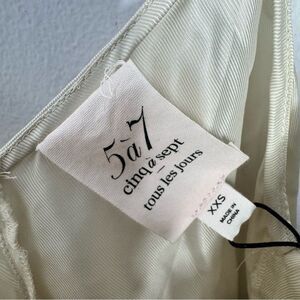 5à7
cinq a sept
tous les jours
XXS
MADE IN
CHINA